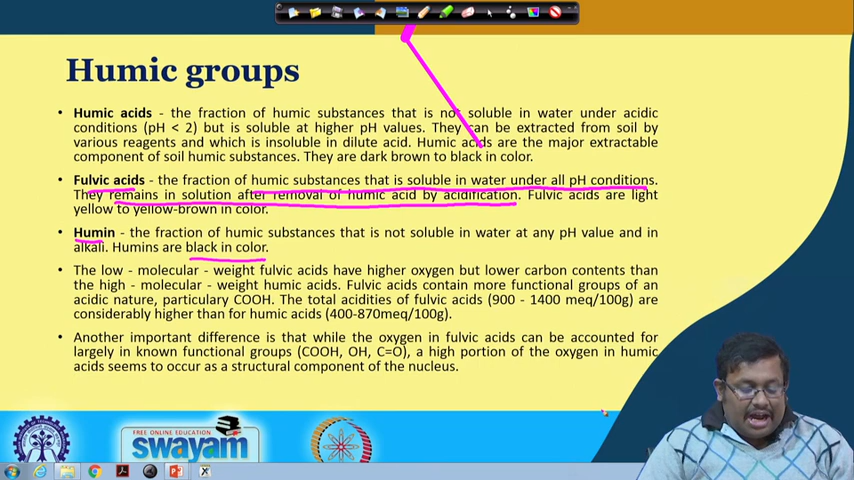 Humic groups
• Humic acids - the fraction of humic substances that is not soluble in water under acidic
conditions (pH < 2) but is soluble at higher pH values. They can be extracted from soil by
various reagents and which is insoluble in dilute acid. Humic acids are the major extractable
component of soil humic substances. They are dark brown to black in color.
• Fulvic acids - the fraction of humic substances that is soluble in water under all pH conditions.
They remains in solution after removal of humic acid by acidification. Fulvic acids are light
yellow to yellow-brown in color.
• Humin - the fraction of humic substances that is not soluble in water at any pH value and in
alkali. Humins are black in color.
• The low - molecular - weight fulvic acids have higher oxygen but lower carbon contents than
the high - molecular - weight humic acids. Fulvic acids contain more functional groups of an
acidic nature, particulary COOH. The total acidities of fulvic acids (900 - 1400 meq/100g) are
considerably higher than for humic acids (400-870meq/100g).
• Another important difference is that while the oxygen in fulvic acids can be accounted for
largely in known functional groups (COOH, OH, C=O), a high portion of the oxygen in humic
acids seems to occur as a structural component of the nucleus.
FREE ONLINE EDUCATION
swayam